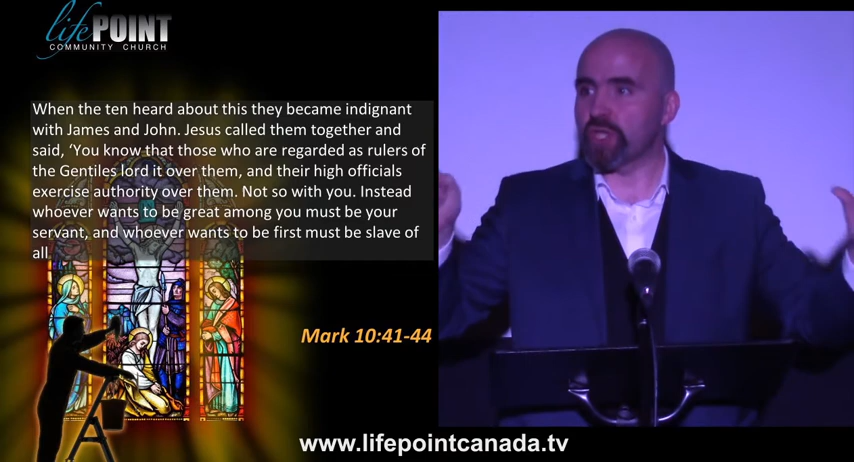 lifePOINT
COMMUNITY CHURCH
When the ten heard about this they became indignant
with James and John. Jesus called them together and
said, ‘You know that those who are regarded as rulers of
the Gentiles lord it over them, and their high officials
exercise authority over them. Not so with you. Instead
whoever wants to be great among you must be your
servant, and whoever wants to be first must be slave of
all
Mark 10:41-44
www.lifepointcanada.tv